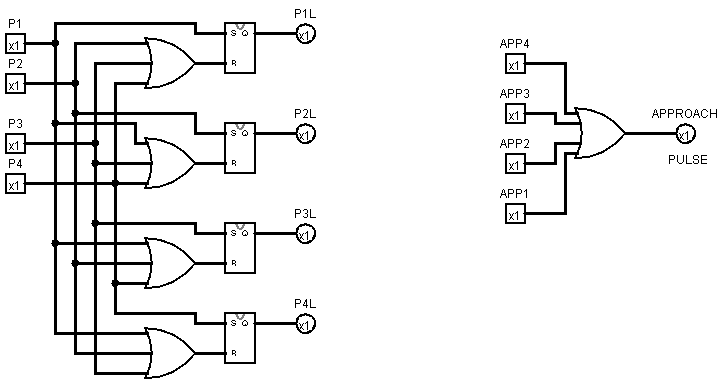 P1
x1
P2
x1
P3
x1
P4
x1
S Q
R
P1L
x1
S Q
R
P2L
x1
S Q
R
P3L
x1
S Q
R
P4L
x1
APP4
x1
APP3
x1
APP2
x1
APP1
x1
APPROACH
x1
PULSE